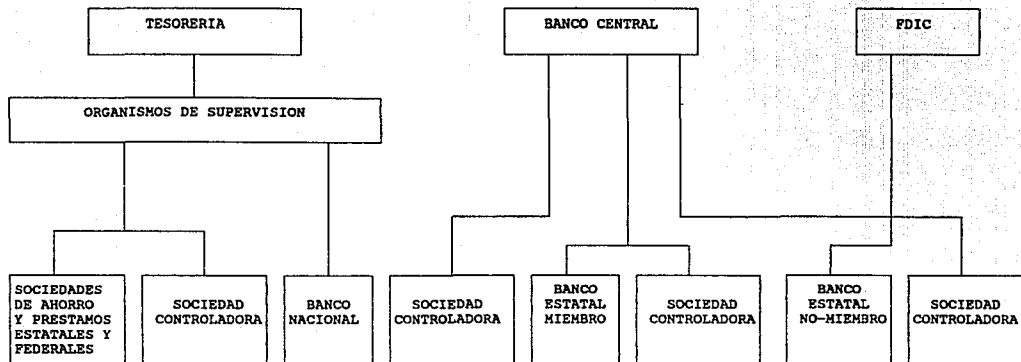 TESORERIA
BANCO CENTRAL
FDIC
ORGANISMOS DE SUPERVISION
SOCIEDADES
DE AHORRO
Y PRESTAMOS
ESTATALES Y
FEDERALES
SOCIEDAD
CONTROLADORA
BANCO
NACIONAL
SOCIEDAD
CONTROLADORA
BANCO
ESTATAL
MIEMBRO
SOCIEDAD
CONTROLADORA
BANCO
ESTATAL
NO-MIEMBRO
SOCIEDAD
CONTROLADORA